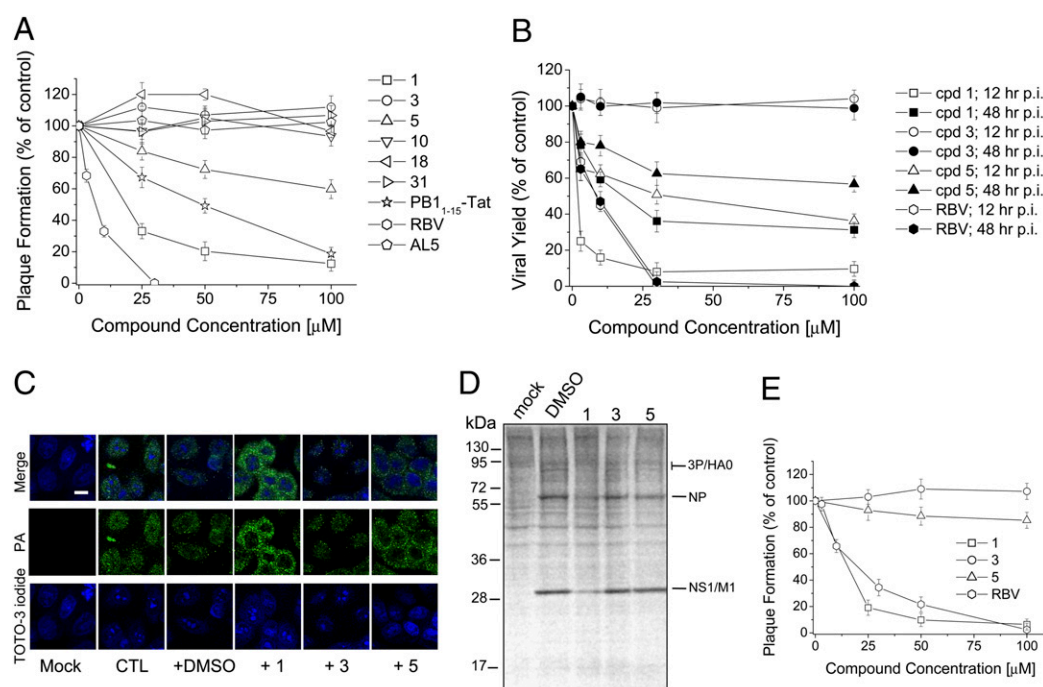 A
Plaque Formation (% of control)
120
100
80
60
40
20
0
0 25 50 75 100
Compound Concentration [μM]
1
3
5
10
18
31
PB1₁₋₁₅-Tat
RBV
AL5
B
Viral Yield (% of control)
120
100
80
60
40
20
0
0 25 50 75 100
Compound Concentration [μM]
cpd 1; 12 hr p.i.
cpd 1; 48 hr p.i.
cpd 3; 12 hr p.i.
cpd 3; 48 hr p.i.
cpd 5; 12 hr p.i.
cpd 5; 48 hr p.i.
RBV; 12 hr p.i.
RBV; 48 hr p.i.
C
Merge
PA
TOTO-3 iodide
Mock CTL +DMSO + 1 + 3 + 5
D
kDa mock DMSO 1 3 5
130
95
72
55
36
28
17
3P/HA0
NP
NS1/M1
E
Plaque Formation (% of control)
120
100
80
60
40
20
0
0 25 50 75 100
Compound Concentration [μM]
1
3
5
RBV